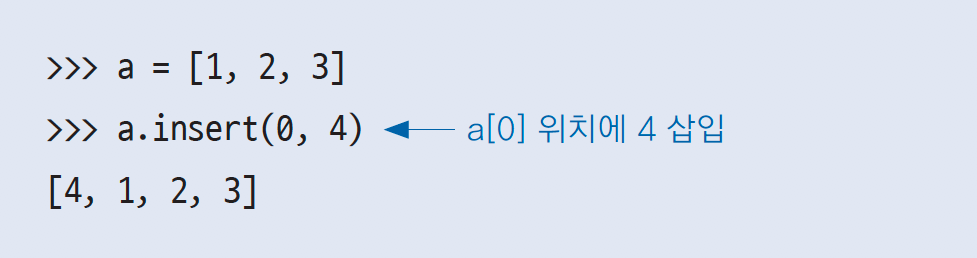 >>> a = [1, 2, 3]
>>> a.insert(0, 4) a[0] 위치에 4 삽입
[4, 1, 2, 3]